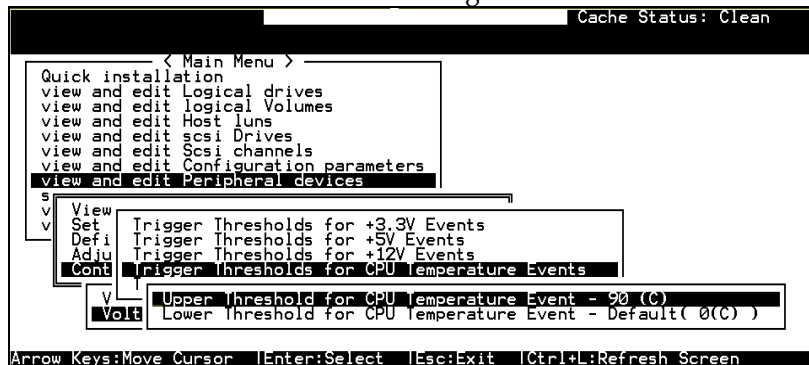 Cache Status: Clean
< Main Menu >
Quick installation
view and edit Logical drives
view and edit logical Volumes
view and edit Host luns
view and edit scsi Drives
view and edit Scsi channels
view and edit Configuration parameters
view and edit Peripheral devices
s
v View
v Set Trigger Thresholds for +3.3V Events
Defi Trigger Thresholds for +5V Events
Adju Trigger Thresholds for +12V Events
Cont Trigger Thresholds for CPU Temperature Events
V Upper Threshold for CPU Temperature Event - 90 (C)
Volt Lower Threshold for CPU Temperature Event - Default( 0(C) )
Arrow Keys:Move Cursor |Enter:Select |Esc:Exit |Ctrl+L:Refresh Screen